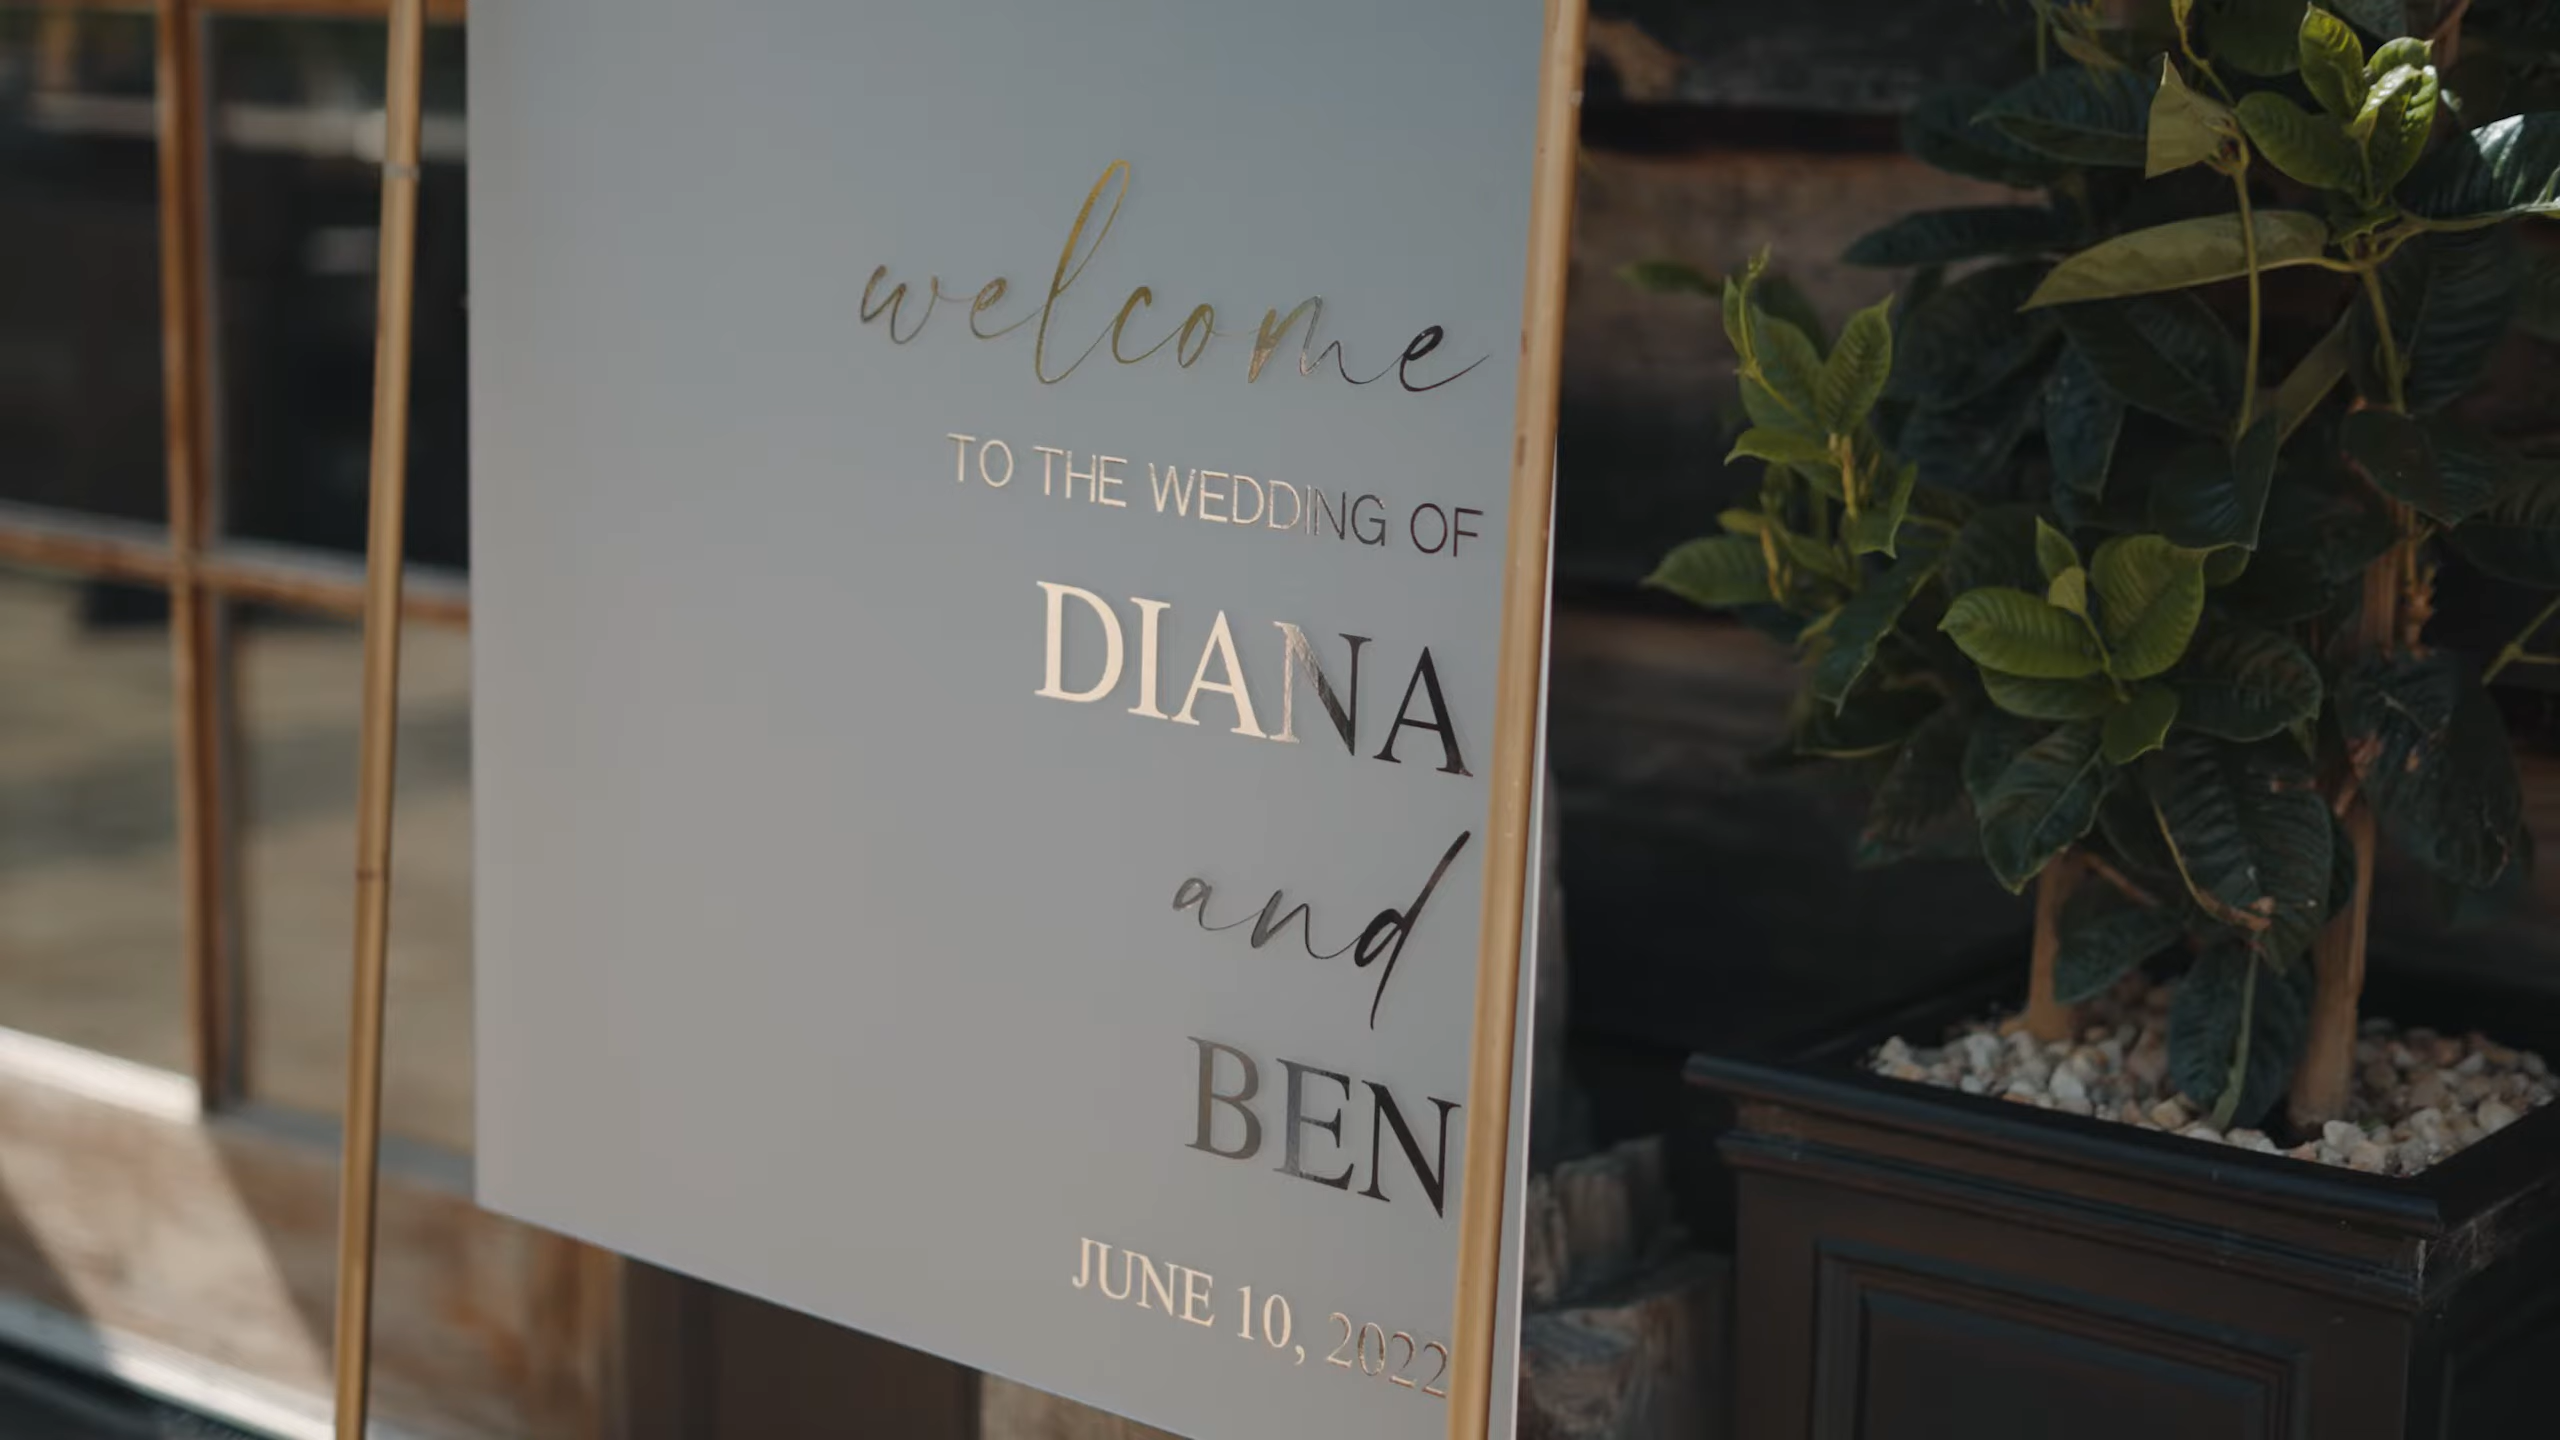 welcome
TO THE WEDDING OF
DIANA
and
BEN
JUNE 10, 2022